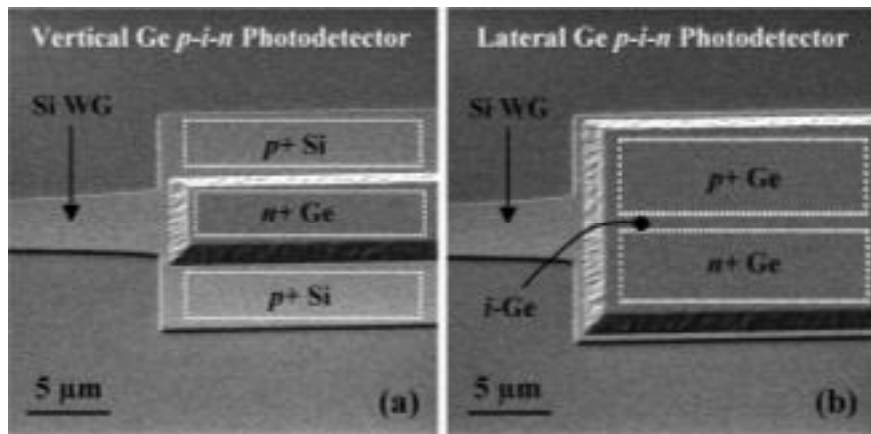 Vertical Ge p-i-n Photodetector
Si WG
p+ Si
n+ Ge
p+ Si
5 µm
(a)
Lateral Ge p-i-n Photodetector
Si WG
p+ Ge
n+ Ge
i-Ge
5 µm
(b)